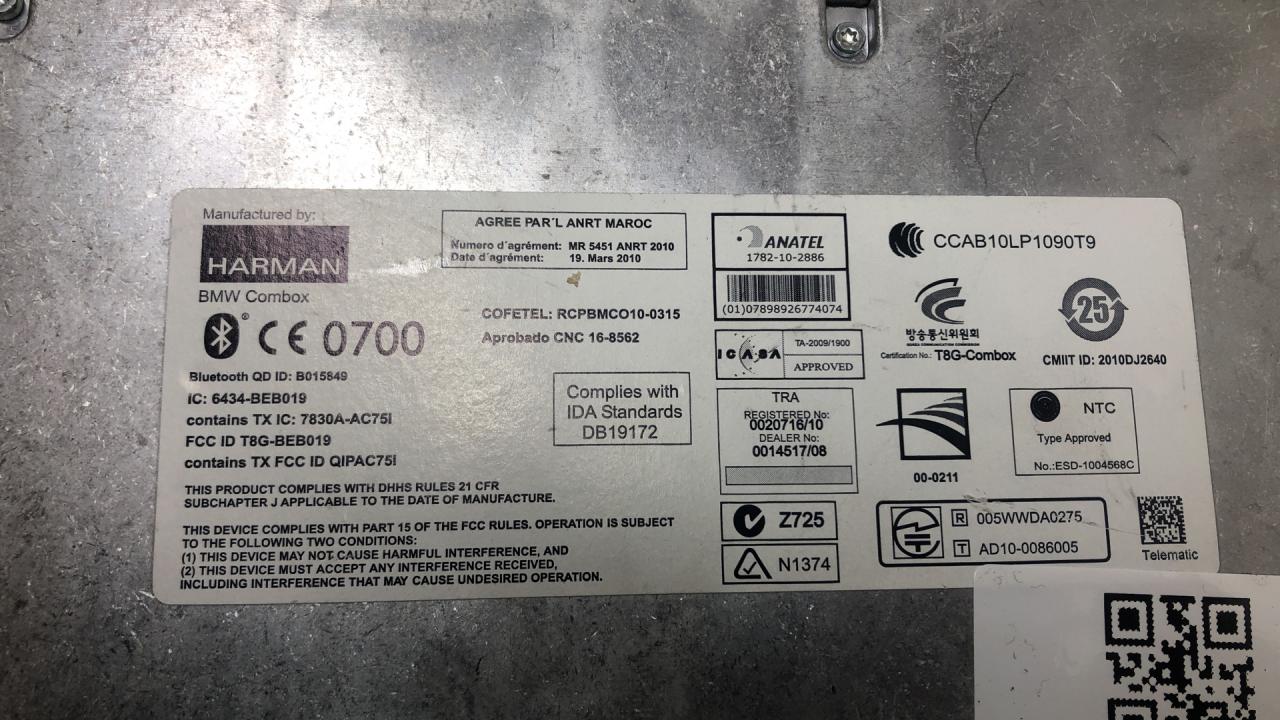 Manufactured by:
HARMAN
BMW Combox
CE 0700
Bluetooth QD ID: B015849
IC: 6434-BEB019
contains TX IC: 7830A-AC75I
FCC ID T8G-BEB019
contains TX FCC ID QIPAC75I
THIS PRODUCT COMPLIES WITH DHHS RULES 21 CFR
SUBCHAPTER J APPLICABLE TO THE DATE OF MANUFACTURE.
THIS DEVICE COMPLIES WITH PART 15 OF THE FCC RULES. OPERATION IS SUBJECT
TO THE FOLLOWING TWO CONDITIONS:
(1) THIS DEVICE MAY NOT CAUSE HARMFUL INTERFERENCE, AND
(2) THIS DEVICE MUST ACCEPT ANY INTERFERENCE RECEIVED,
INCLUDING INTERFERENCE THAT MAY CAUSE UNDESIRED OPERATION.
AGREE PAR´L ANRT MAROC
Numero d´agrément: MR 5451 ANRT 2010
Date d´agrément: 19. Mars 2010
COFETEL: RCPBMCO10-0315
Aprobado CNC 16-8562
Complies with
IDA Standards
DB19172
ANATEL
1782-10-2886
(01)07898926774074
ICASA
TA-2009/1900
APPROVED
TRA
REGISTERED No:
0020716/10
DEALER No:
0014517/08
Z725
N1374
CCAB10LP1090T9
방송통신위원회
KOREA COMMUNICATIONS COMMISSION
Certification No.: T8G-Combox
25
CMIIT ID: 2010DJ2640
00-0211
NTC
Type Approved
No.:ESD-1004568C
R 005WWDA0275
T AD10-0086005
Telematic